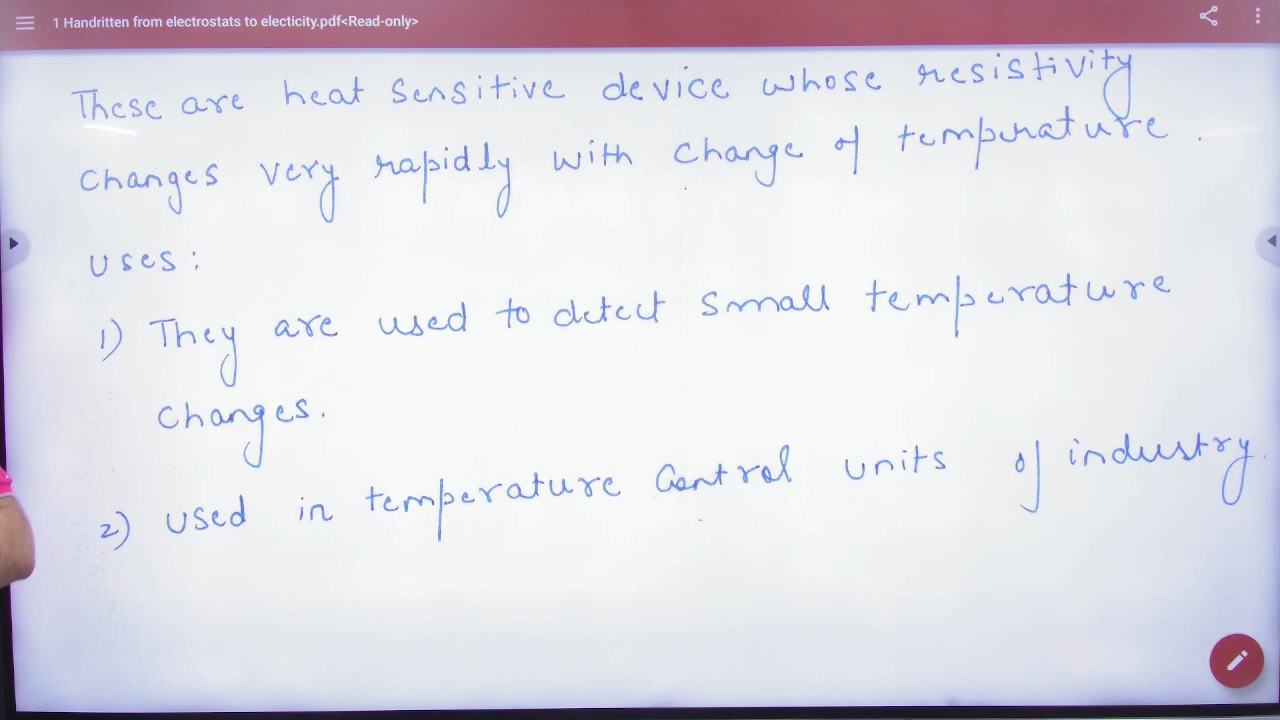 1 Handritten from electrostats to electicity.pdf<Read-only>
These are heat sensitive device whose resistivity
changes very rapidly with change of temperature.
uses:
1) They are used to detect small temperature
changes.
2) used in temperature control units of industry.